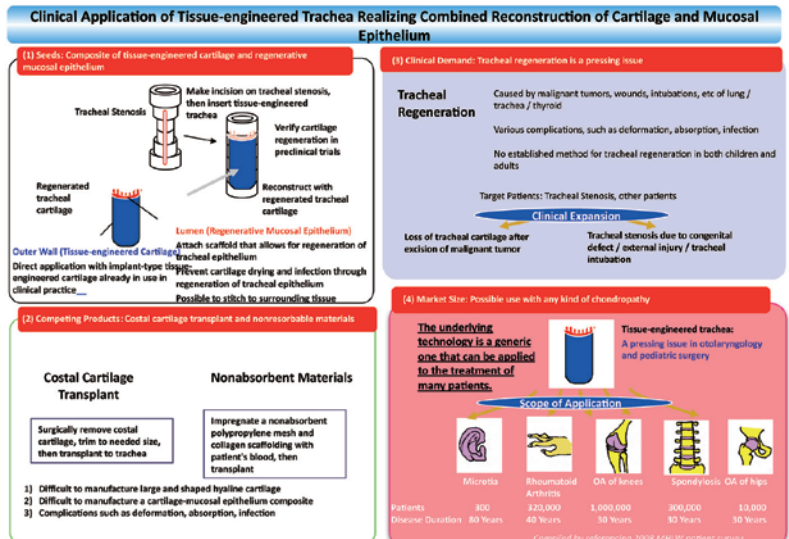 Clinical Application of Tissue-engineered Trachea Realizing Combined Reconstruction of Cartilage and Mucosal
Epithelium
(1) Seeds: Composite of tissue-engineered cartilage and regenerative
mucosal epithelium
Tracheal Stenosis
Make incision on tracheal stenosis,
then insert tissue-engineered
trachea
Verify cartilage
regeneration in
preclinical trials
Regenerated
tracheal
cartilage
Reconstruct with
regenerated tracheal
cartilage
Outer Wall (Tissue-engineered Cartilage)
Direct application with implant-type tissue-
engineered cartilage already in use in
clinical practice
Lumen (Regenerative Mucosal Epithelium)
Attach scaffold that allows for regeneration of
tracheal epithelium
Prevent cartilage drying and infection through
regeneration of tracheal epithelium
Possible to stitch to surrounding tissue
(2) Competing Products: Costal cartilage transplant and nonresorbable materials
Costal Cartilage
Transplant
Surgically remove costal
cartilage, trim to needed size,
then transplant to trachea
Nonabsorbent Materials
Impregnate a nonabsorbent
polypropylene mesh and
collagen scaffolding with
patient's blood, then
transplant
1) Difficult to manufacture large and shaped hyaline cartilage
2) Difficult to manufacture a cartilage-mucosal epithelium composite
3) Complications such as deformation, absorption, infection
(3) Clinical Demand: Tracheal regeneration is a pressing issue
Tracheal
Regeneration
Caused by malignant tumors, wounds, intubations, etc of lung /
trachea / thyroid
Various complications, such as deformation, absorption, infection
No established method for tracheal regeneration in both children and
adults
Target Patients: Tracheal Stenosis, other patients
Clinical Expansion
Loss of tracheal cartilage after
excision of malignant tumor
Tracheal stenosis due to congenital
defect / external injury / tracheal
intubation
(4) Market Size: Possible use with any kind of chondropathy
The underlying
technology is a generic
one that can be applied
to the treatment of
many patients.
Tissue-engineered trachea:
A pressing issue in otolaryngology
and pediatric surgery
Scope of Application
Microtia Rheumatoid Arthritis OA of knees Spondylosis OA of hips
Patients 300 320,000 1,000,000 300,000 10,000
Disease Duration 80 Years 40 Years 30 Years 30 Years 30 Years
Compiled by referencing 2008 MHLW patient survey